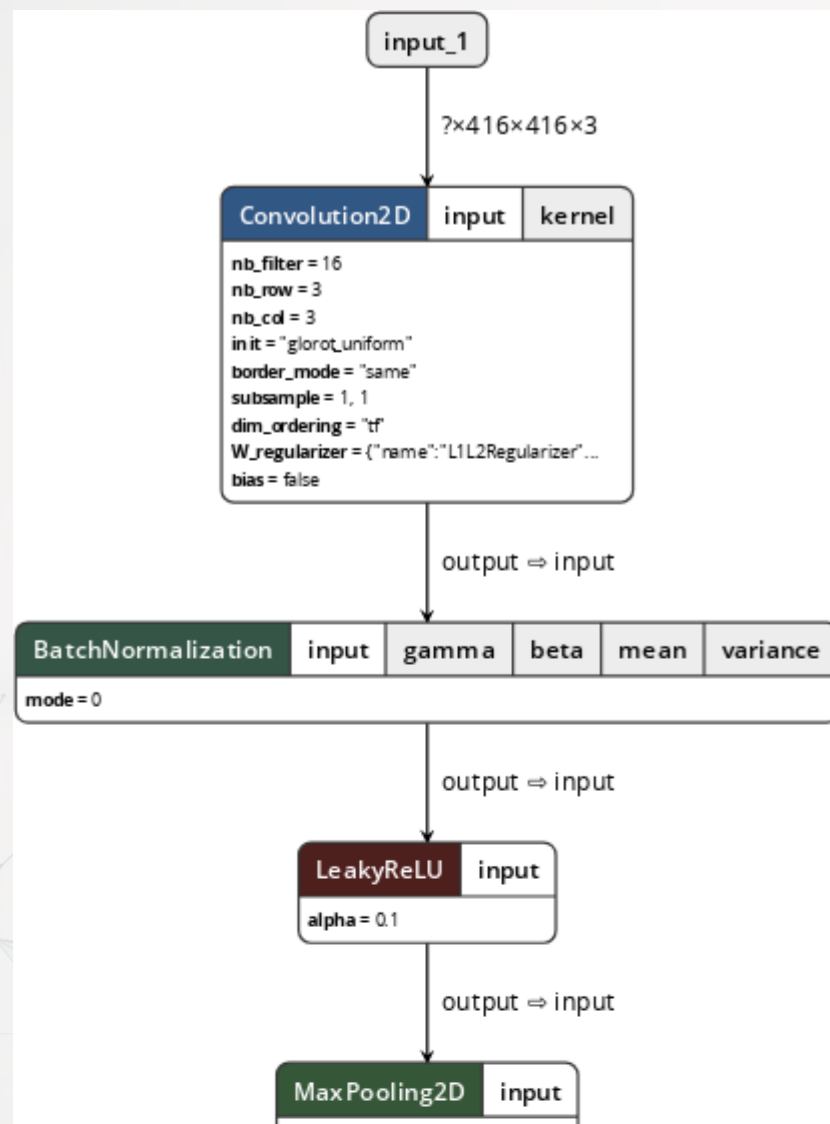 input_1
?×416×416×3
Convolution2D input kernel
nb_filter = 16
nb_row = 3
nb_col = 3
init = "glorot_uniform"
border_mode = "same"
subsample = 1, 1
dim_ordering = "tf"
W_regularizer = {"name":"L1L2Regularizer"...
bias = false
output ⇨ input
BatchNormalization input gamma beta mean variance
mode = 0
output ⇨ input
LeakyReLU input
alpha = 0.1
output ⇨ input
MaxPooling2D input